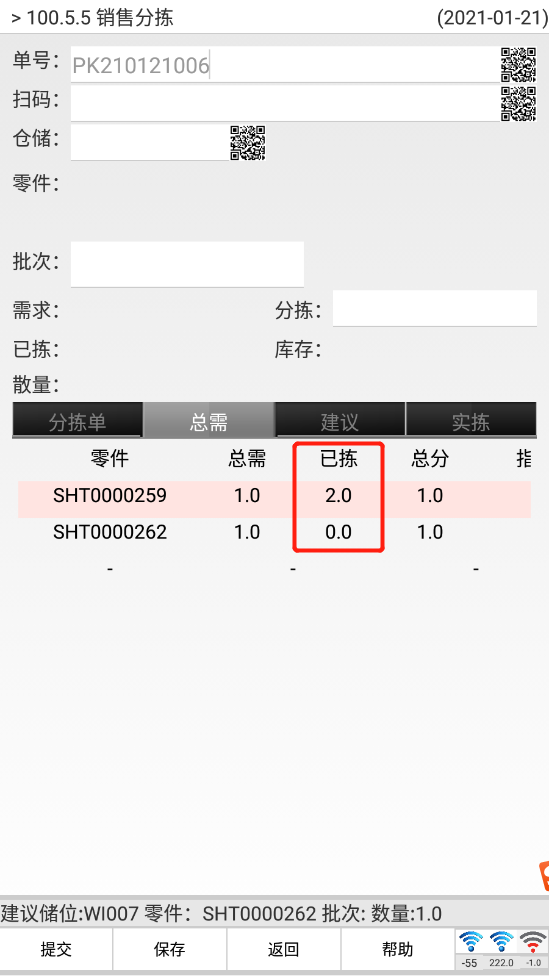 > 100.5.5 销售分拣 (2021-01-21)
单号: PK210121006
扫码:
仓储:
零件:
批次:
需求: 分拣:
已拣: 库存:
散量:
分拣单 总需 建议 实拣
零件 总需 已拣 总分 指
SHT0000259 1.0 2.0 1.0
SHT0000262 1.0 0.0 1.0
- - -
建议储位:WI007 零件: SHT0000262 批次: 数量:1.0
提交 保存 返回 帮助
-55 222.0 -1.0